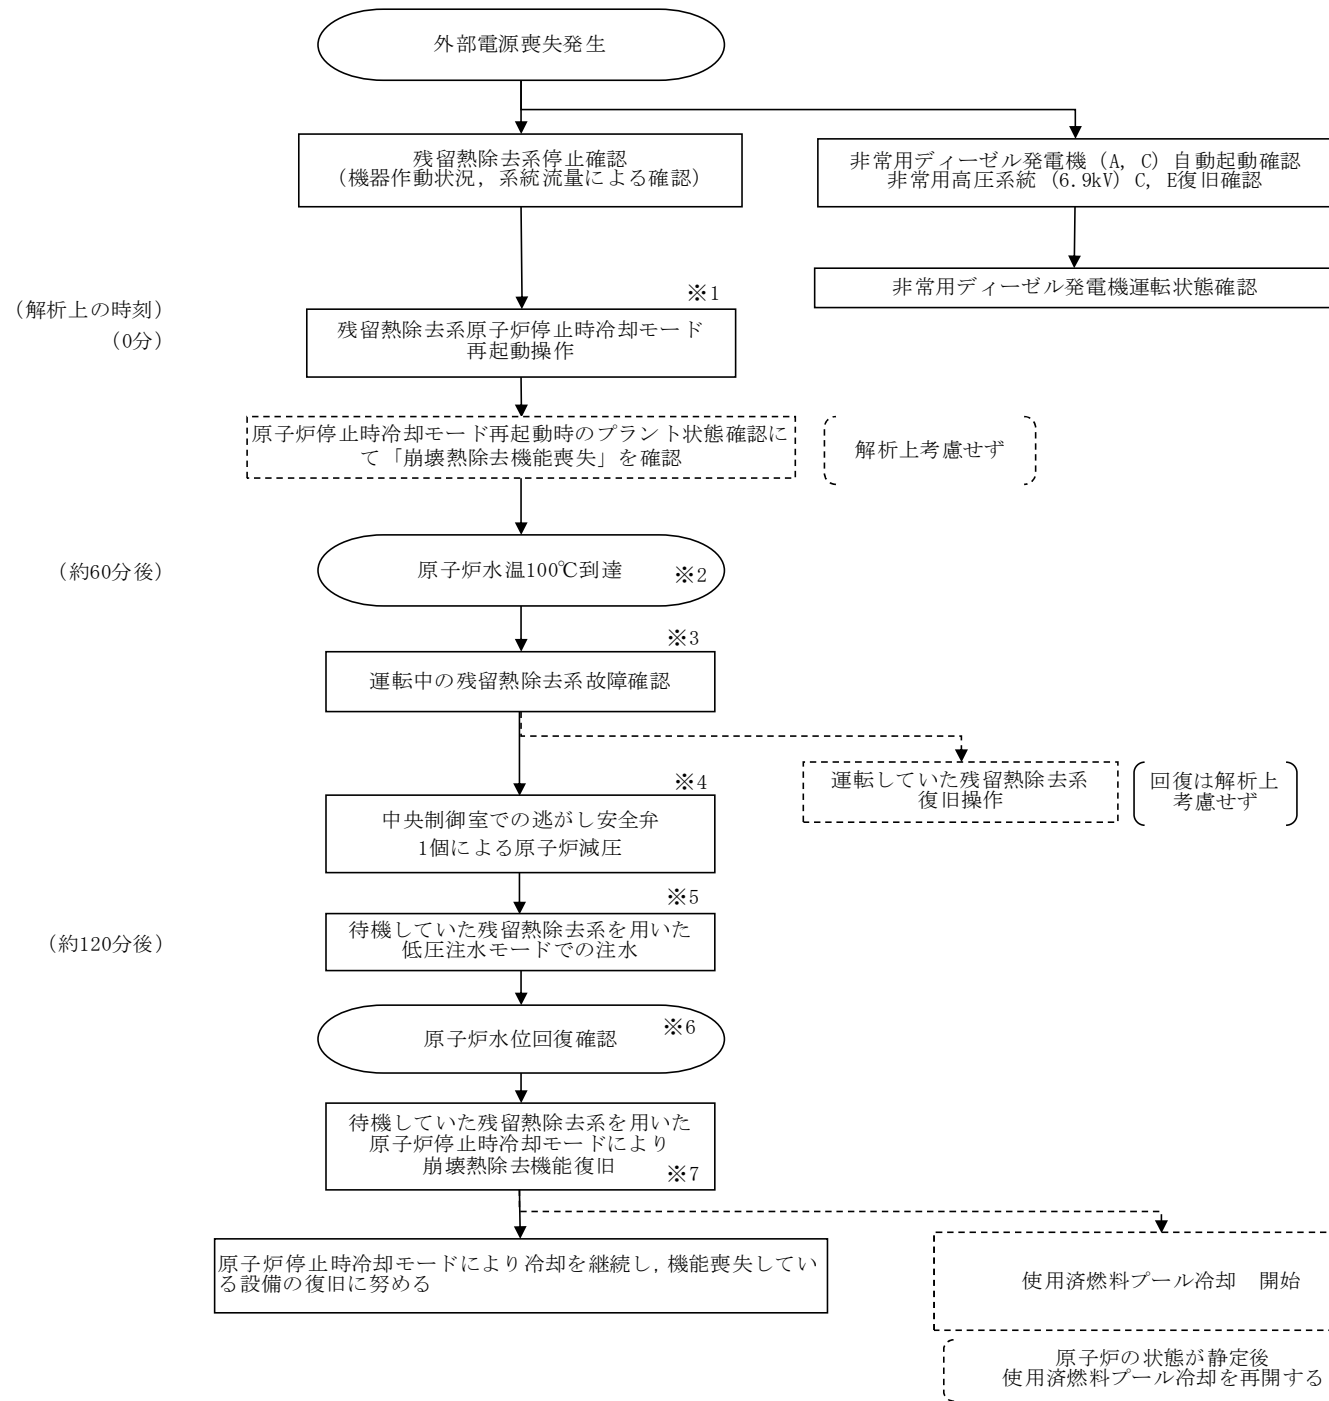 外部電源喪失発生
残留熱除去系停止確認
（機器作動状況，系統流量による確認）
非常用ディーゼル発電機（A，C）自動起動確認
非常用高圧系統（6.9kV）C，E復旧確認
非常用ディーゼル発電機運転状態確認
（解析上の時刻）
（0分）
※1
残留熱除去系原子炉停止時冷却モード
再起動操作
原子炉停止時冷却モード再起動時のプラント状態確認に
て「崩壊熱除去機能喪失」を確認
解析上考慮せず
（約60分後）
原子炉水温100℃到達
※2
※3
運転中の残留熱除去系故障確認
運転していた残留熱除去系
復旧操作
回復は解析上
考慮せず
※4
中央制御室での逃がし安全弁
1個による原子炉減圧
※5
（約120分後）
待機していた残留熱除去系を用いた
低圧注水モードでの注水
※6
原子炉水位回復確認
待機していた残留熱除去系を用いた
原子炉停止時冷却モードにより
崩壊熱除去機能復旧
※7
原子炉停止時冷却モードにより冷却を継続し，機能喪失してい
る設備の復旧に努める
使用済燃料プール冷却　開始
原子炉の状態が静定後
使用済燃料プール冷却を再開する